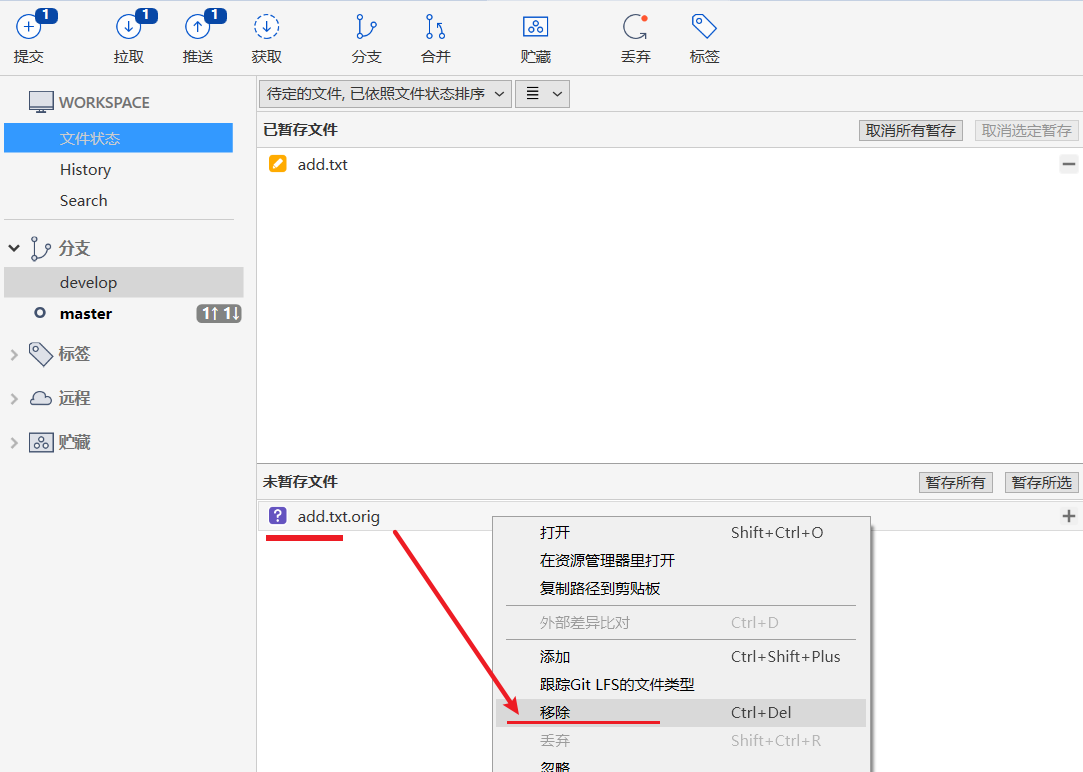 1 1 1
提交 拉取 推送 获取 分支 合并 贮藏 丢弃 标签
WORKSPACE
文件状态
History
Search
分支
develop
master 1↑ 1↓
标签
远程
贮藏
待定的文件, 已依照文件状态排序
已暂存文件 取消所有暂存 取消选定暂存
add.txt
未暂存文件 暂存所有 暂存所选
add.txt.orig
打开 Shift+Ctrl+O
在资源管理器里打开
复制路径到剪贴板
外部差异比对 Ctrl+D
添加 Ctrl+Shift+Plus
跟踪Git LFS的文件类型
移除 Ctrl+Del
丢弃 Shift+Ctrl+R
忽略